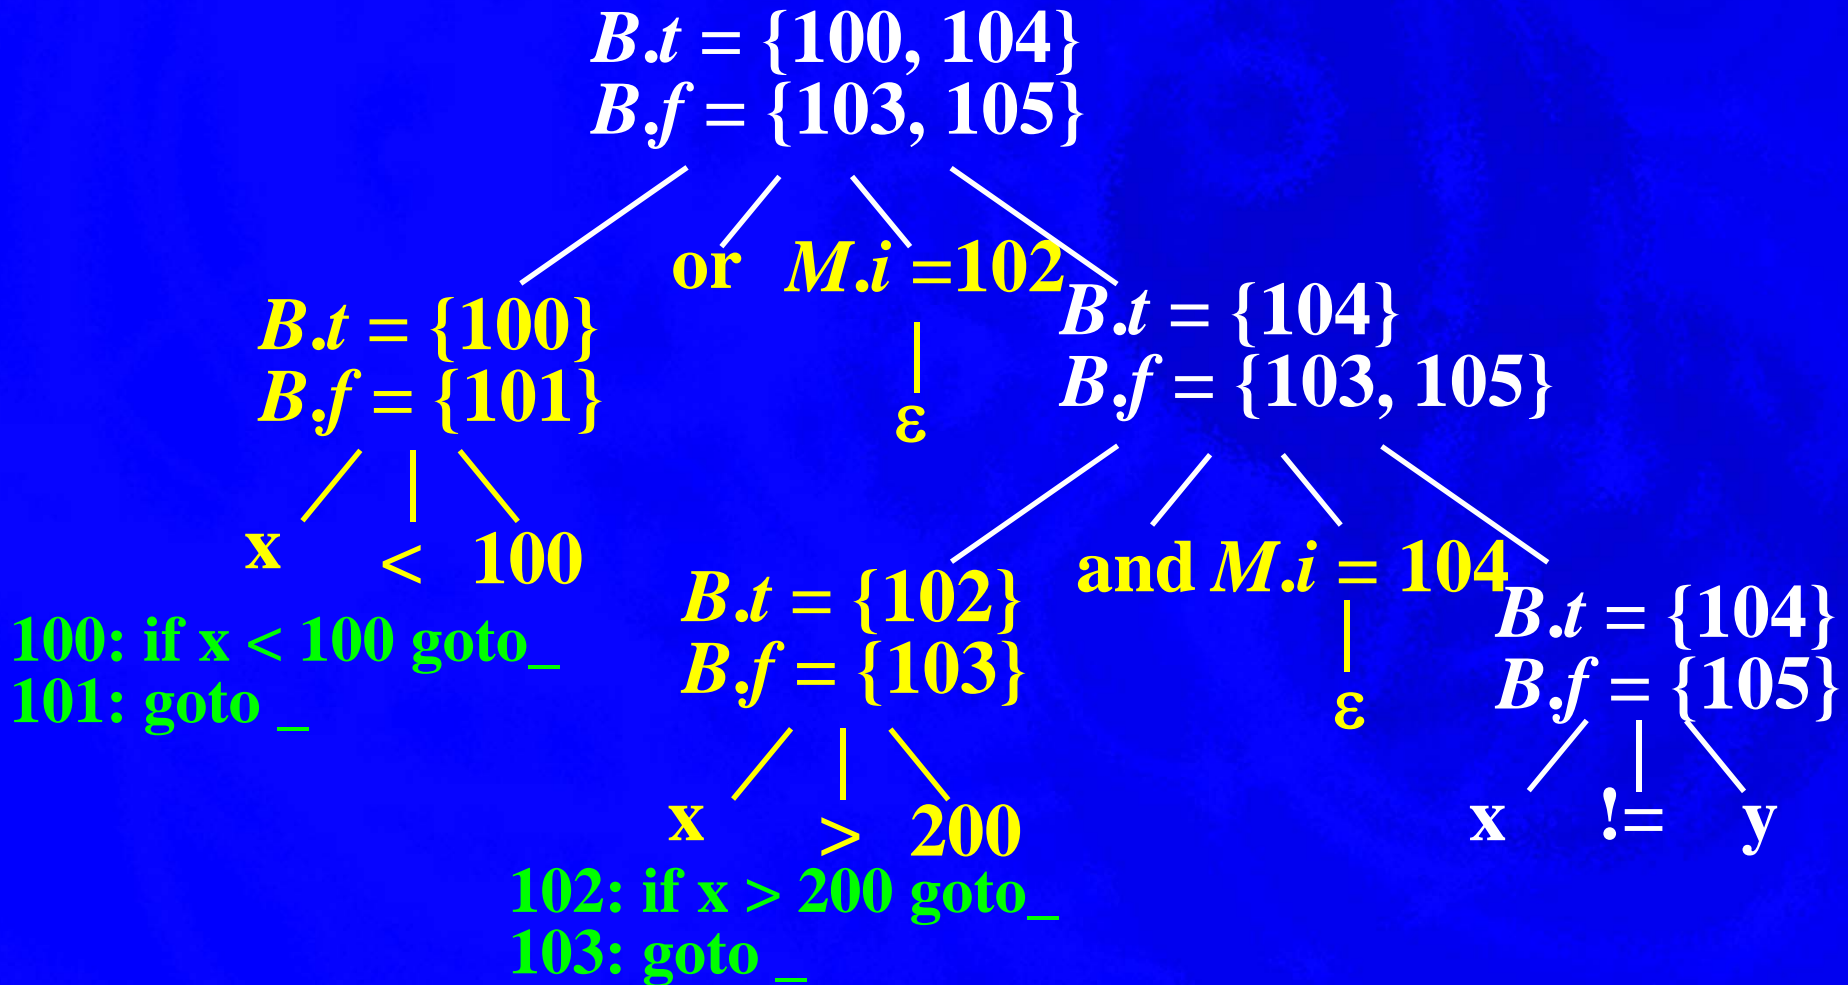 B.t = {100, 104}
B.f = {103, 105}
or M.i =102
B.t = {100}
B.f = {101}
B.t = {104}
B.f = {103, 105}
ε
x < 100
and M.i = 104
B.t = {102}
B.f = {103}
B.t = {104}
B.f = {105}
100: if x < 100 goto_
101: goto _
ε
x > 200
x != y
102: if x > 200 goto_
103: goto _